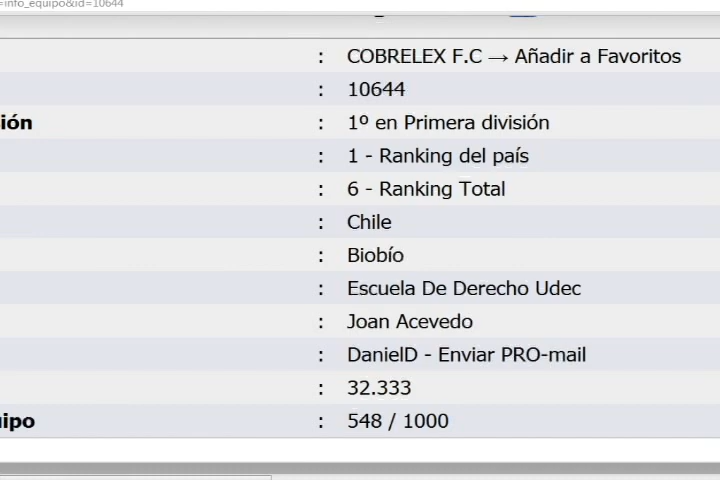 =info_equipo&id=10644
: COBRELEX F.C → Añadir a Favoritos
: 10644
ión : 1º en Primera división
: 1 - Ranking del país
: 6 - Ranking Total
: Chile
: Biobío
: Escuela De Derecho Udec
: Joan Acevedo
: DanielD - Enviar PRO-mail
: 32.333
uipo : 548 / 1000